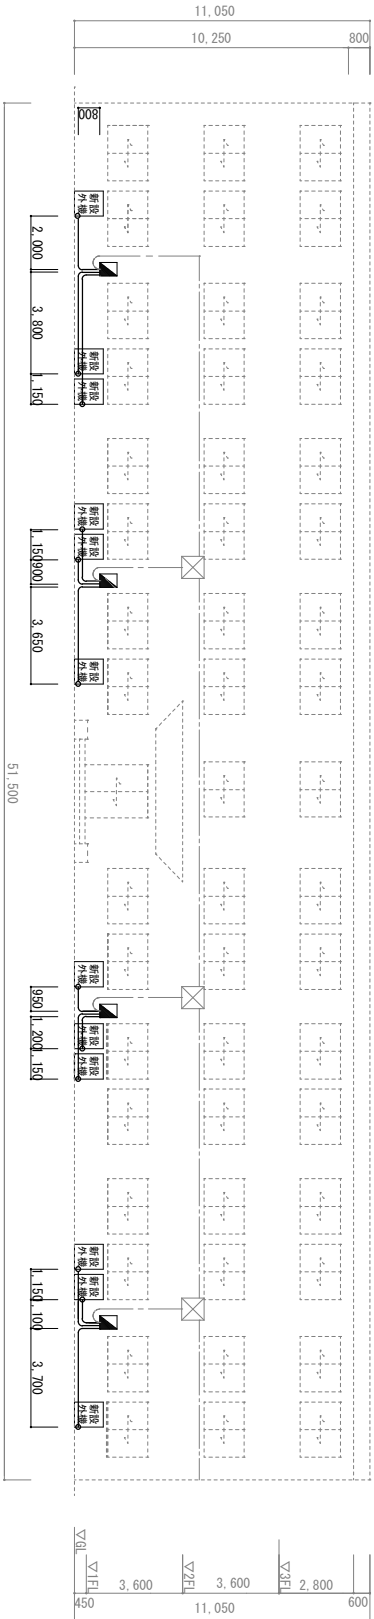 11,050
10,250
800
800
新設
外機
2,000
3,800
新設
外機
新設
外機
1,150
新設
外機
新設
外機
1,150
900
3,650
新設
外機
51,500
新設
外機
950
新設
外機
1,200
新設
外機
1,150
新設
外機
1,150
新設
外機
1,100
3,700
新設
外機
▽GL
▽1FL
▽2FL
▽3FL
450
3,600
3,600
2,800
600
11,050